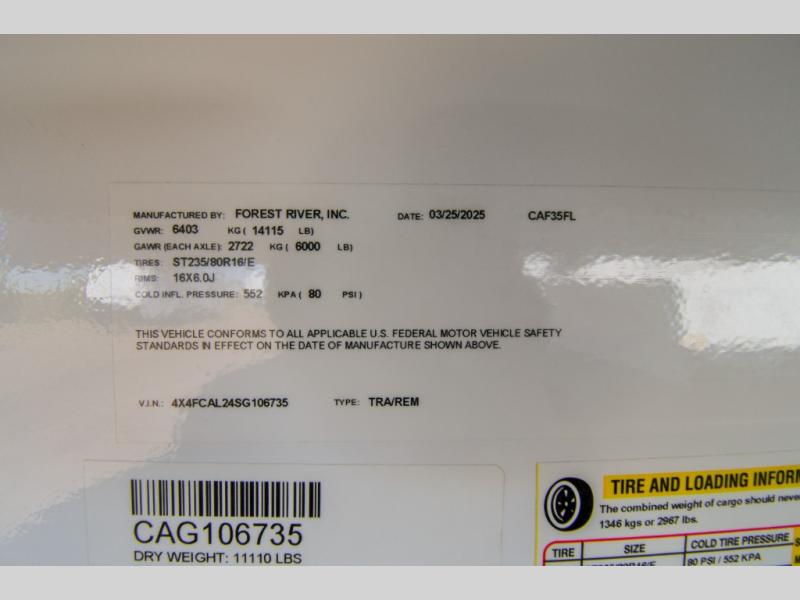 MANUFACTURED BY: FOREST RIVER, INC. DATE: 03/25/2025 CAF35FL
GVWR: 6403 KG ( 14115 LB)
GAWR (EACH AXLE): 2722 KG ( 6000 LB)
TIRES: ST235/80R16/E
RIMS: 16X6.0J
COLD INFL. PRESSURE: 552 KPA ( 80 PSI )
THIS VEHICLE CONFORMS TO ALL APPLICABLE U.S. FEDERAL MOTOR VEHICLE SAFETY
STANDARDS IN EFFECT ON THE DATE OF MANUFACTURE SHOWN ABOVE.
V.I.N.: 4X4FCAL24SG106735 TYPE: TRA/REM
CAG106735
DRY WEIGHT: 11110 LBS
TIRE AND LOADING INFORM
The combined weight of cargo should never
1346 kgs or 2967 lbs.
TIRE SIZE COLD TIRE PRESSURE
80 PSI / 552 KPA